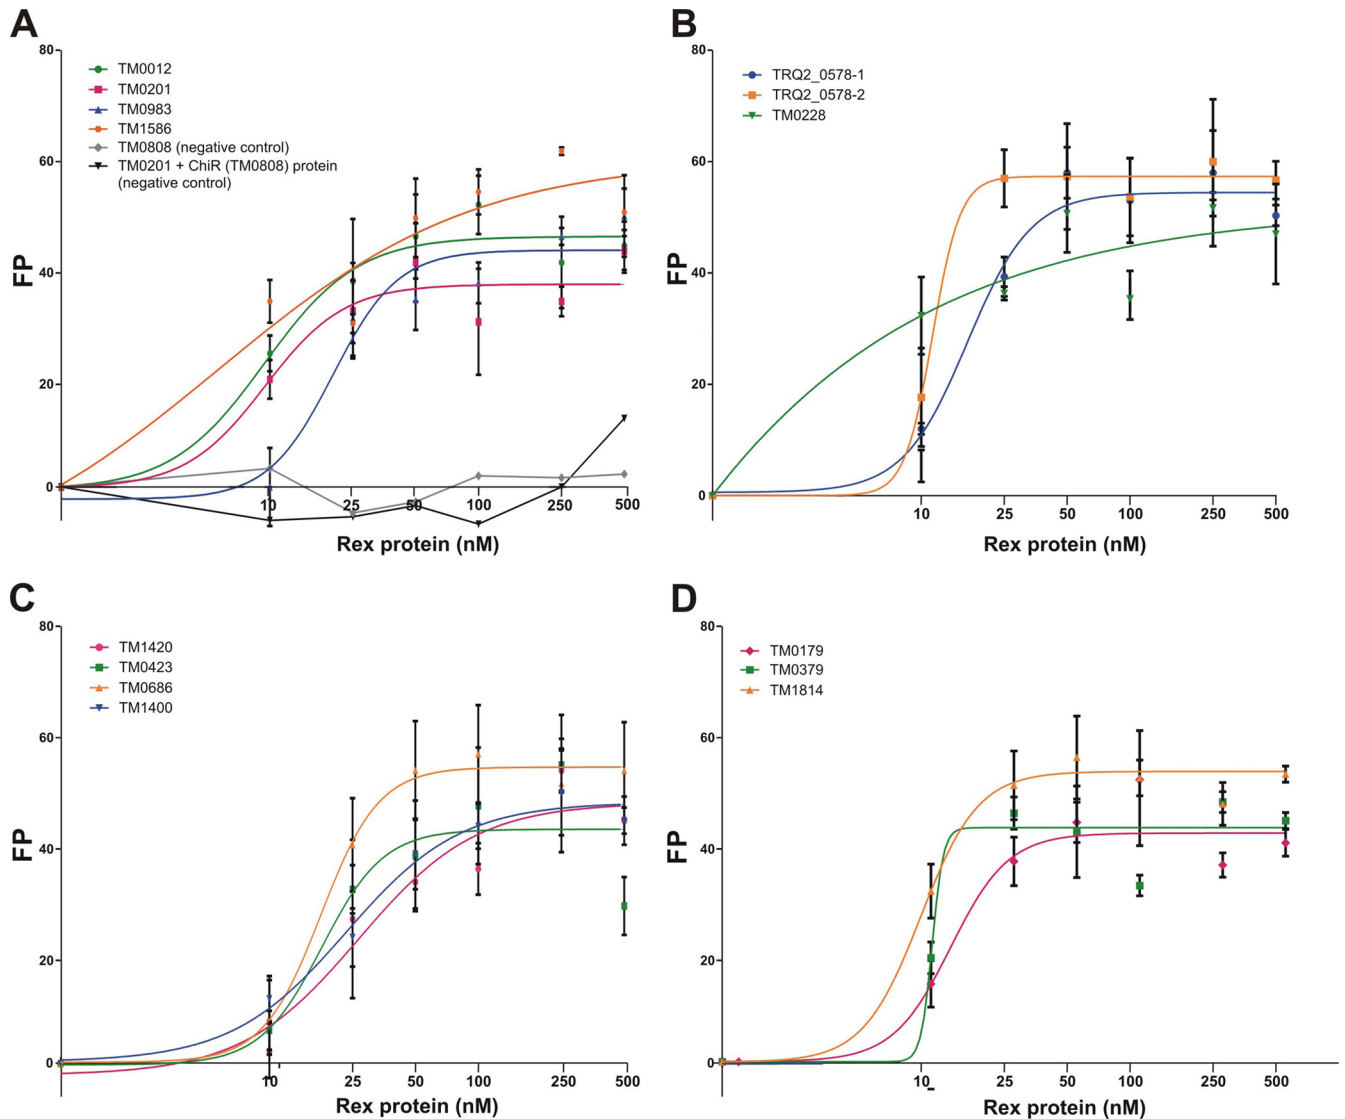 A
80
60
40
20
0
FP
TM0012
TM0201
TM0983
TM1586
TM0808 (negative control)
TM0201 + ChiR (TM0808) protein
(negative control)
10 25 50 100 250 500
Rex protein (nM)
B
80
60
40
20
0
FP
TRQ2_0578-1
TRQ2_0578-2
TM0228
10 25 50 100 250 500
Rex protein (nM)
C
80
60
40
20
0
FP
TM1420
TM0423
TM0686
TM1400
10 25 50 100 250 500
Rex protein (nM)
D
80
60
40
20
0
FP
TM0179
TM0379
TM1814
10 25 50 100 250 500
Rex protein (nM)